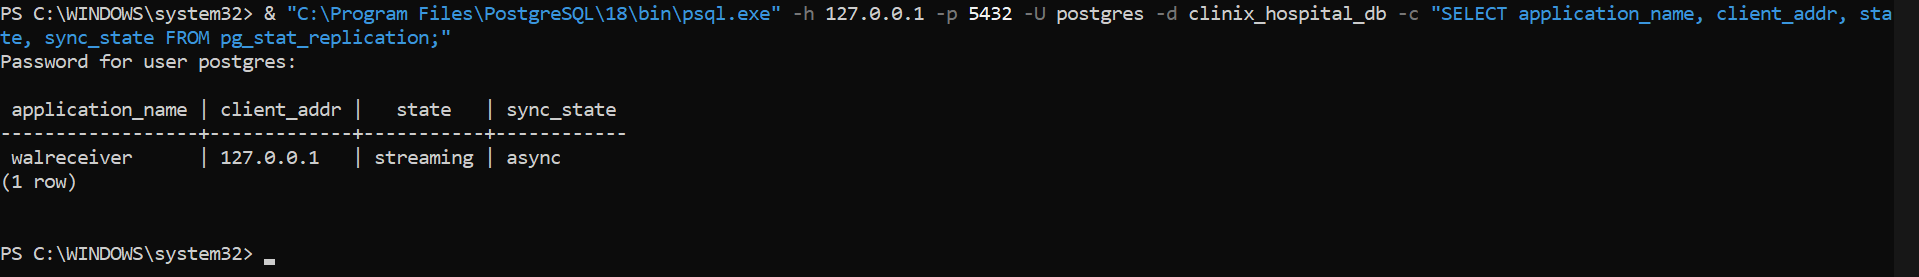 PS C:\WINDOWS\system32> & "C:\Program Files\PostgreSQL\18\bin\psql.exe" -h 127.0.0.1 -p 5432 -U postgres -d clinix_hospital_db -c "SELECT application_name, client_addr, sta
te, sync_state FROM pg_stat_replication;"
Password for user postgres:
 application_name | client_addr |   state   | sync_state
------------------+-------------+-----------+------------
 walreceiver      | 127.0.0.1   | streaming | async
(1 row)
PS C:\WINDOWS\system32>